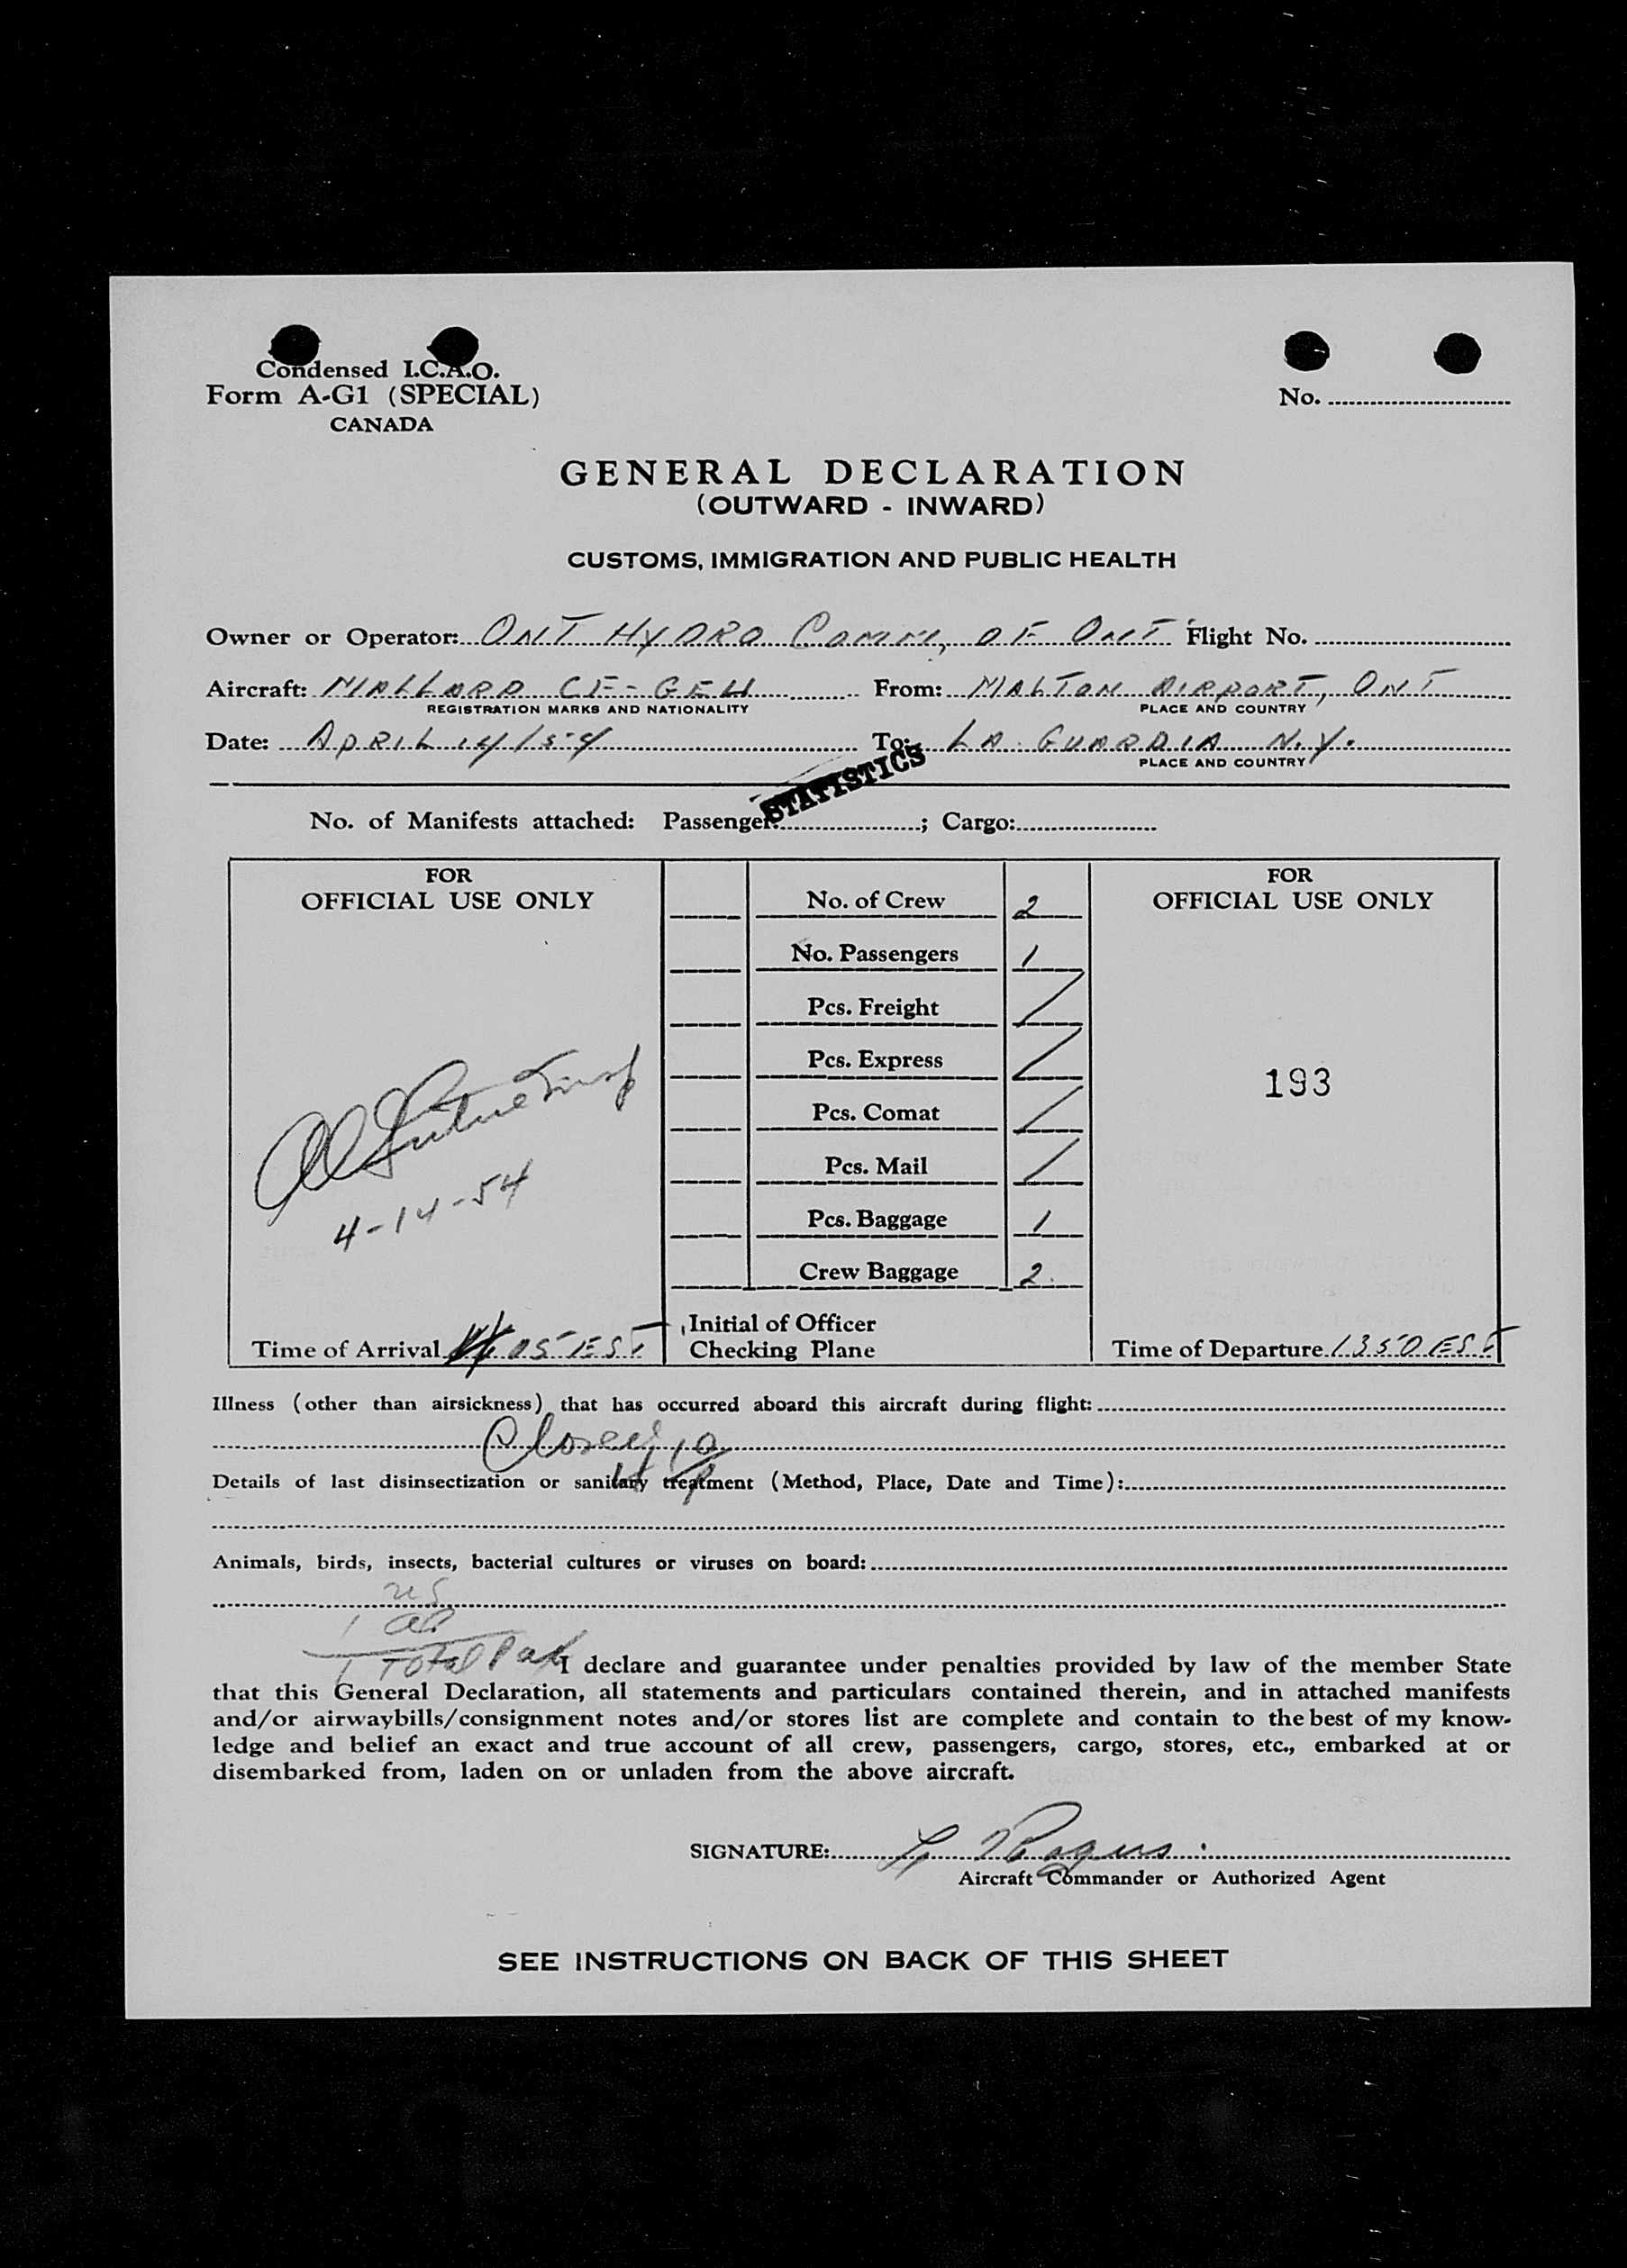 Condensed I.C.A.O.
Form A-G1 (SPECIAL)
CANADA
No.
GENERAL DECLARATION
(OUTWARD - INWARD)
CUSTOMS, IMMIGRATION AND PUBLIC HEALTH
Owner or Operator: ONT HYDRO COMM, OF ONT Flight No.
Aircraft: MALLARD CF-GEU From: MALTON AIRPORT, ONT
REGISTRATION MARKS AND NATIONALITY PLACE AND COUNTRY
Date: APRIL 14/54 To: LA GUARDIA N.Y.
PLACE AND COUNTRY
STATISTICS
No. of Manifests attached: Passenger: ; Cargo:
FOR
OFFICIAL USE ONLY
FOR
OFFICIAL USE ONLY
No. of Crew 2
No. Passengers 1
Pcs. Freight /
Pcs. Express /
193
Pcs. Comat /
Pcs. Mail /
4-14-54
Pcs. Baggage 1
Crew Baggage 2
Initial of Officer
Checking Plane
Time of Arrival 05 EST
Time of Departure 1350 EST
Illness (other than airsickness) that has occurred aboard this aircraft during flight:
Details of last disinsectization or sanitary treatment (Method, Place, Date and Time):
Animals, birds, insects, bacterial cultures or viruses on board:
US
1 al
1 Total Pax
I declare and guarantee under penalties provided by law of the member State
that this General Declaration, all statements and particulars contained therein, and in attached manifests
and/or airwaybills/consignment notes and/or stores list are complete and contain to the best of my know-
ledge and belief an exact and true account of all crew, passengers, cargo, stores, etc., embarked at or
disembarked from, laden on or unladen from the above aircraft.
SIGNATURE: Rogers
Aircraft Commander or Authorized Agent
SEE INSTRUCTIONS ON BACK OF THIS SHEET